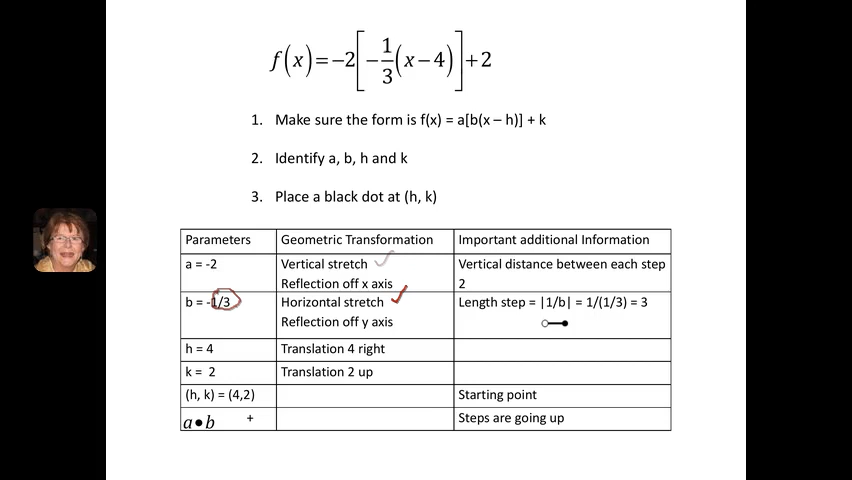 f(x)=−2[−1/3(x−4)]+2
1. Make sure the form is f(x) = a[b(x – h)] + k
2. Identify a, b, h and k
3. Place a black dot at (h, k)
Parameters Geometric Transformation Important additional Information
a = -2 Vertical stretch Vertical distance between each step
Reflection off x axis 2
b = -1/3 Horizontal stretch Length step = |1/b| = 1/(1/3) = 3
Reflection off y axis
h = 4 Translation 4 right
k = 2 Translation 2 up
(h, k) = (4,2) Starting point
a•b + Steps are going up